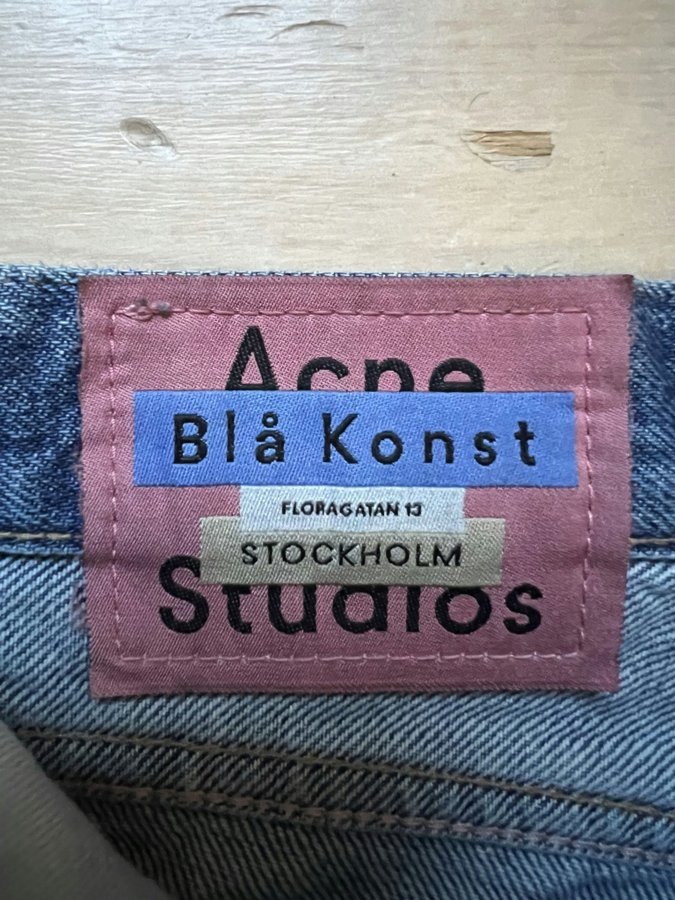 Acne
Blå Konst
FLORAGATAN 13
STOCKHOLM
Studios